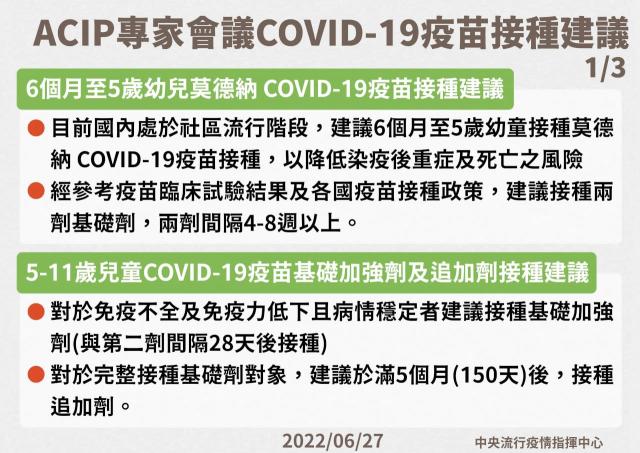 ACIP專家會議COVID-19疫苗接種建議
1/3
6個月至5歲幼兒莫德納 COVID-19疫苗接種建議
●目前國內處於社區流行階段，建議6個月至5歲幼童接種莫德
納 COVID-19疫苗接種，以降低染疫後重症及死亡之風險
●經參考疫苗臨床試驗結果及各國疫苗接種政策，建議接種兩
劑基礎劑，兩劑間隔4-8週以上。
5-11歲兒童COVID-19疫苗基礎加強劑及追加劑接種建議
●對於免疫不全及免疫力低下且病情穩定者建議接種基礎加強
劑(與第二劑間隔28天後接種)
●對於完整接種基礎劑對象，建議於滿5個月(150天)後，接種
追加劑。
2022/06/27
中央流行疫情指揮中心